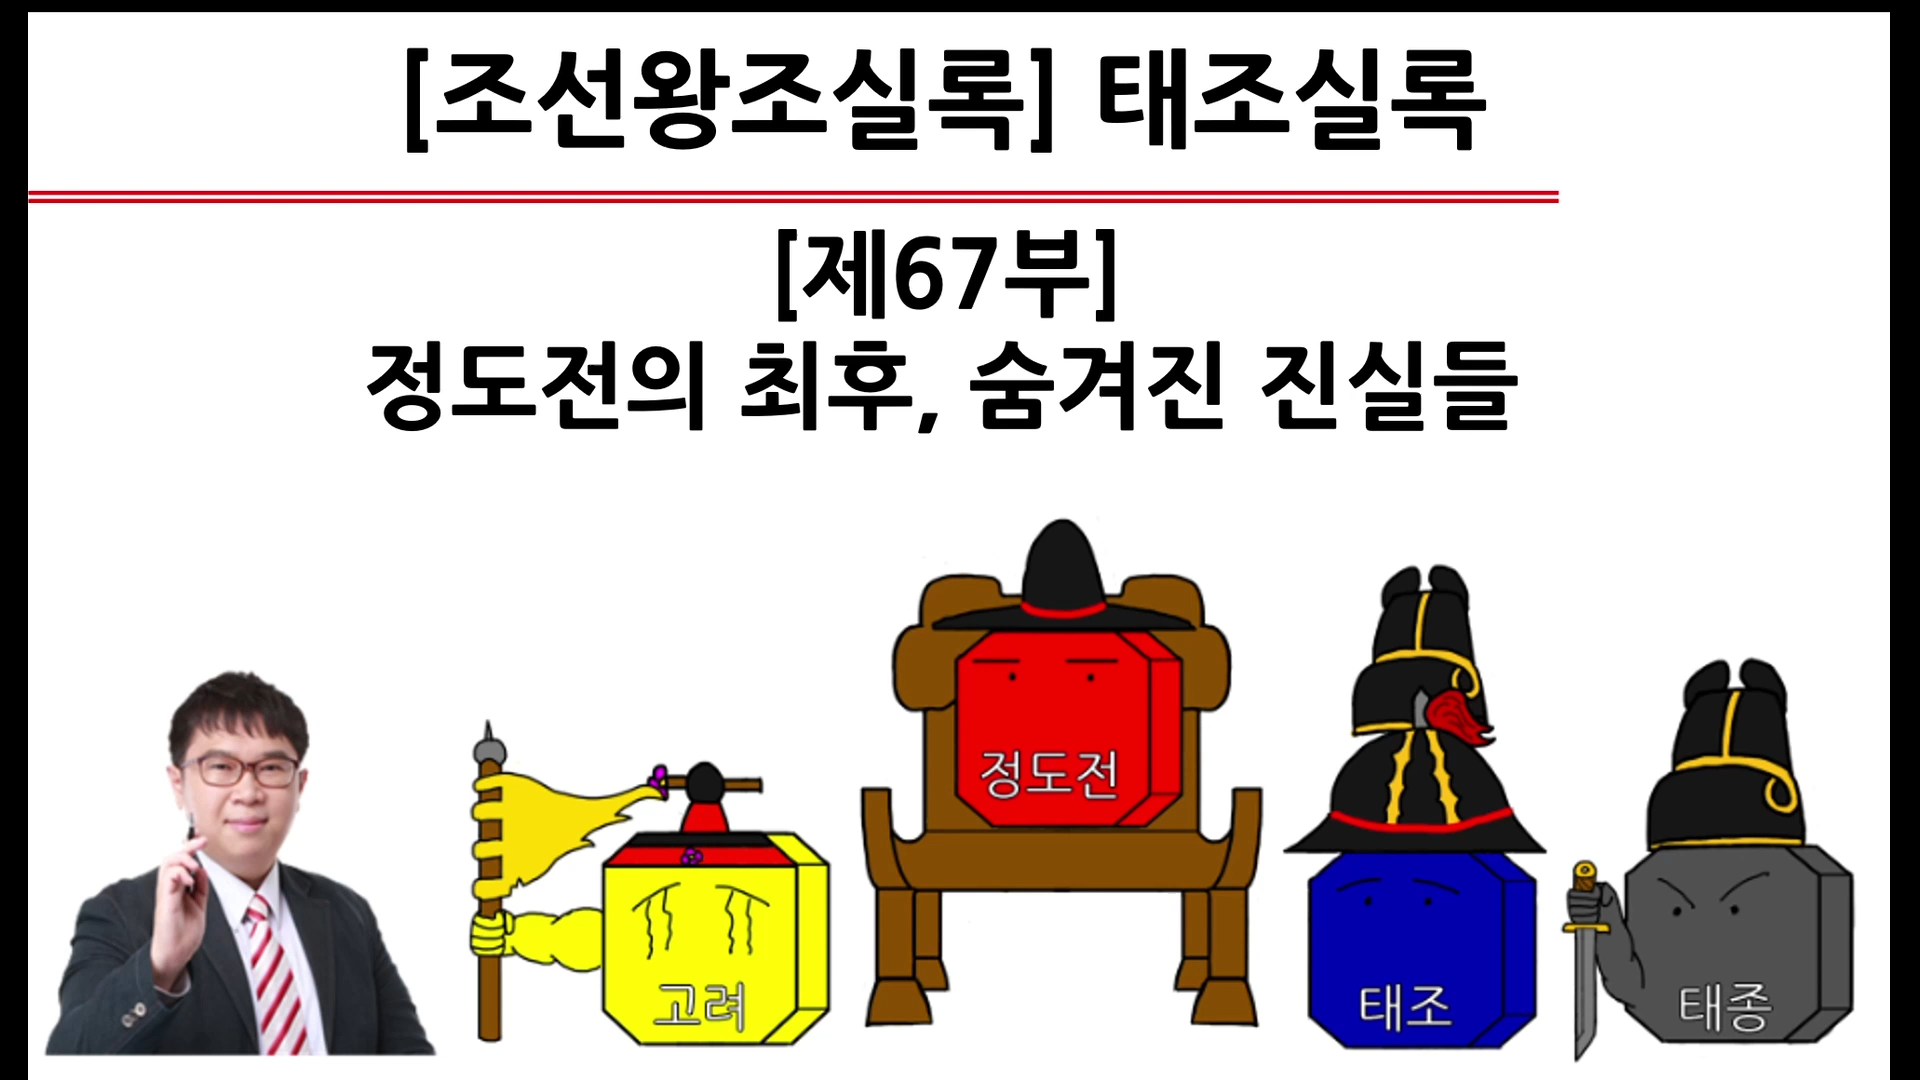 [조선왕조실록] 태조실록
[제67부]
정도전의 최후, 숨겨진 진실들
정도전
고려
태조
태종